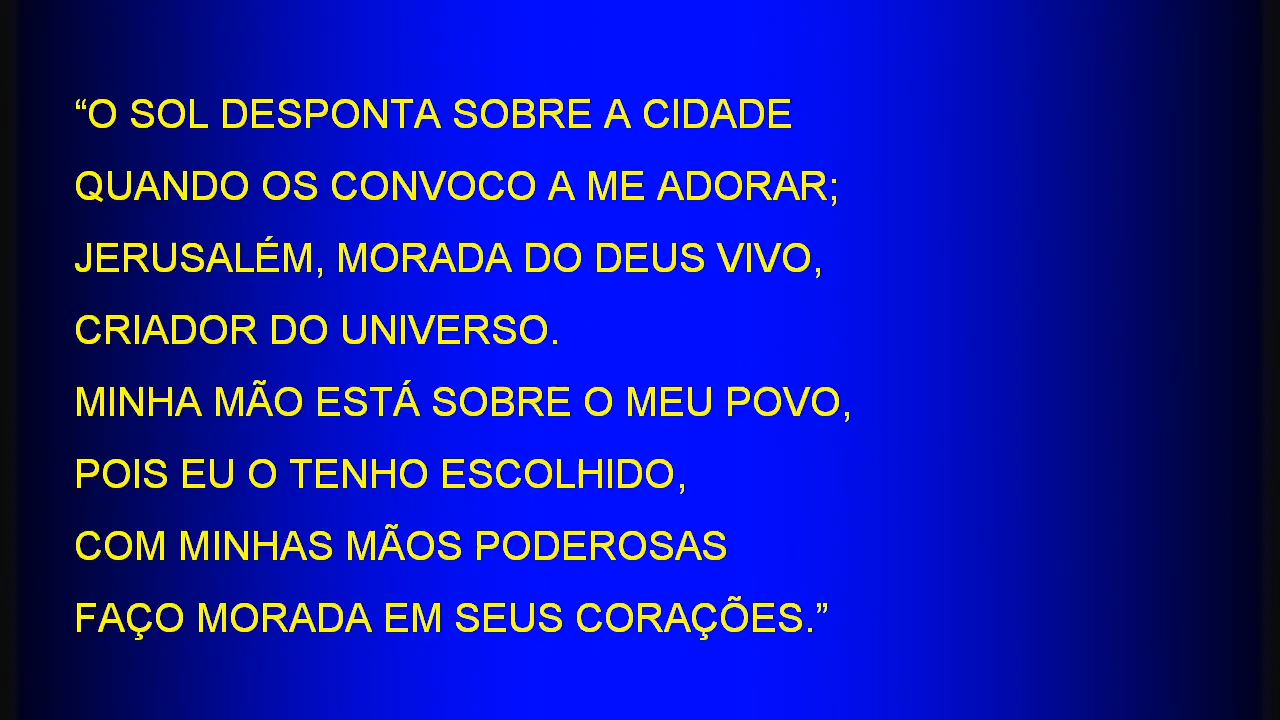 “O SOL DESPONTA SOBRE A CIDADE
QUANDO OS CONVOCO A ME ADORAR;
JERUSALÉM, MORADA DO DEUS VIVO,
CRIADOR DO UNIVERSO.
MINHA MÃO ESTÁ SOBRE O MEU POVO,
POIS EU O TENHO ESCOLHIDO,
COM MINHAS MÃOS PODEROSAS
FAÇO MORADA EM SEUS CORAÇÕES.”